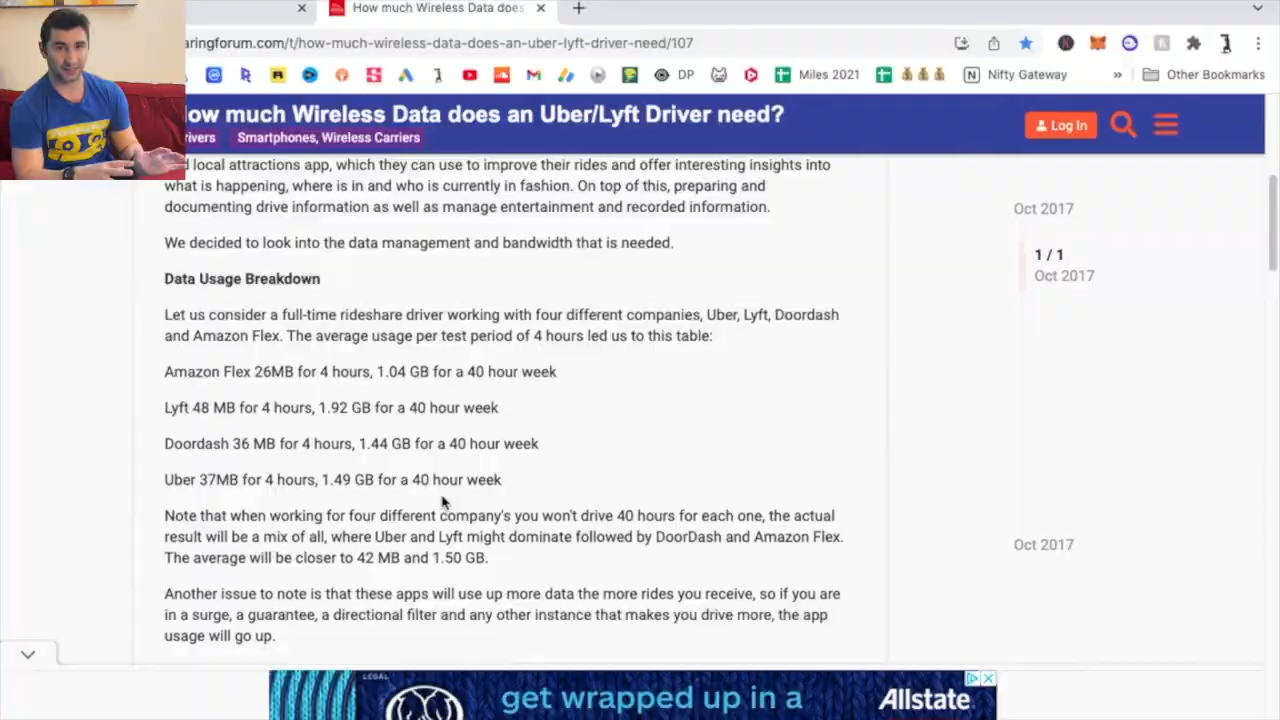 How much Wireless Data does
aringforum.com/t/how-much-wireless-data-does-an-uber-lyft-driver-need/107
DP
Miles 2021
Nifty Gateway
»
Other Bookmarks
ow much Wireless Data does an Uber/Lyft Driver need?
ivers
Smartphones, Wireless Carriers
Log In
local attractions app, which they can use to improve their rides and offer interesting insights into
what is happening, where is in and who is currently in fashion. On top of this, preparing and
documenting drive information as well as manage entertainment and recorded information.
We decided to look into the data management and bandwidth that is needed.
Data Usage Breakdown
Let us consider a full-time rideshare driver working with four different companies, Uber, Lyft, Doordash
and Amazon Flex. The average usage per test period of 4 hours led us to this table:
Amazon Flex 26MB for 4 hours, 1.04 GB for a 40 hour week
Lyft 48 MB for 4 hours, 1.92 GB for a 40 hour week
Doordash 36 MB for 4 hours, 1.44 GB for a 40 hour week
Uber 37MB for 4 hours, 1.49 GB for a 40 hour week
Note that when working for four different company's you won't drive 40 hours for each one, the actual
result will be a mix of all, where Uber and Lyft might dominate followed by DoorDash and Amazon Flex.
The average will be closer to 42 MB and 1.50 GB.
Another issue to note is that these apps will use up more data the more rides you receive, so if you are
in a surge, a guarantee, a directional filter and any other instance that makes you drive more, the app
usage will go up.
Oct 2017
1 / 1
Oct 2017
Oct 2017
LEGAL
get wrapped up in a
Allstate